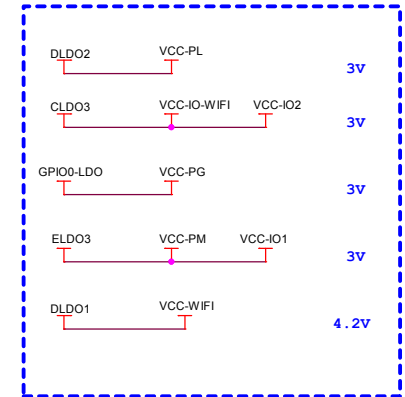 DLDO2 VCC-PL 3V
CLDO3 VCC-IO-WIFI VCC-IO2 3V
GPIO0-LDO VCC-PG 3V
ELDO3 VCC-PM VCC-IO1 3V
DLDO1 VCC-WIFI 4.2V